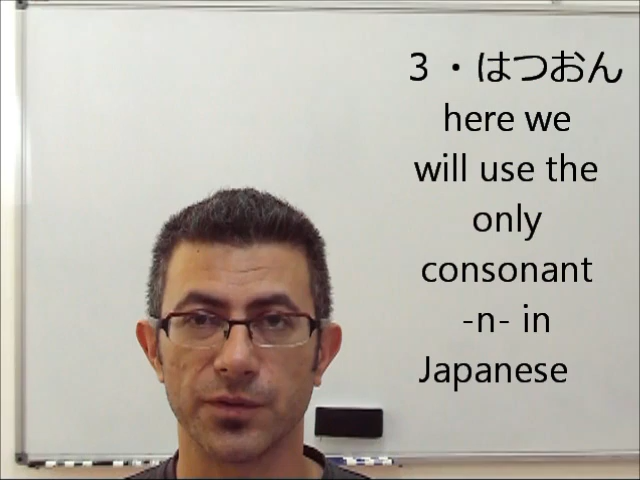 3・はつおん
here we
will use the
only
consonant
-n- in
Japanese